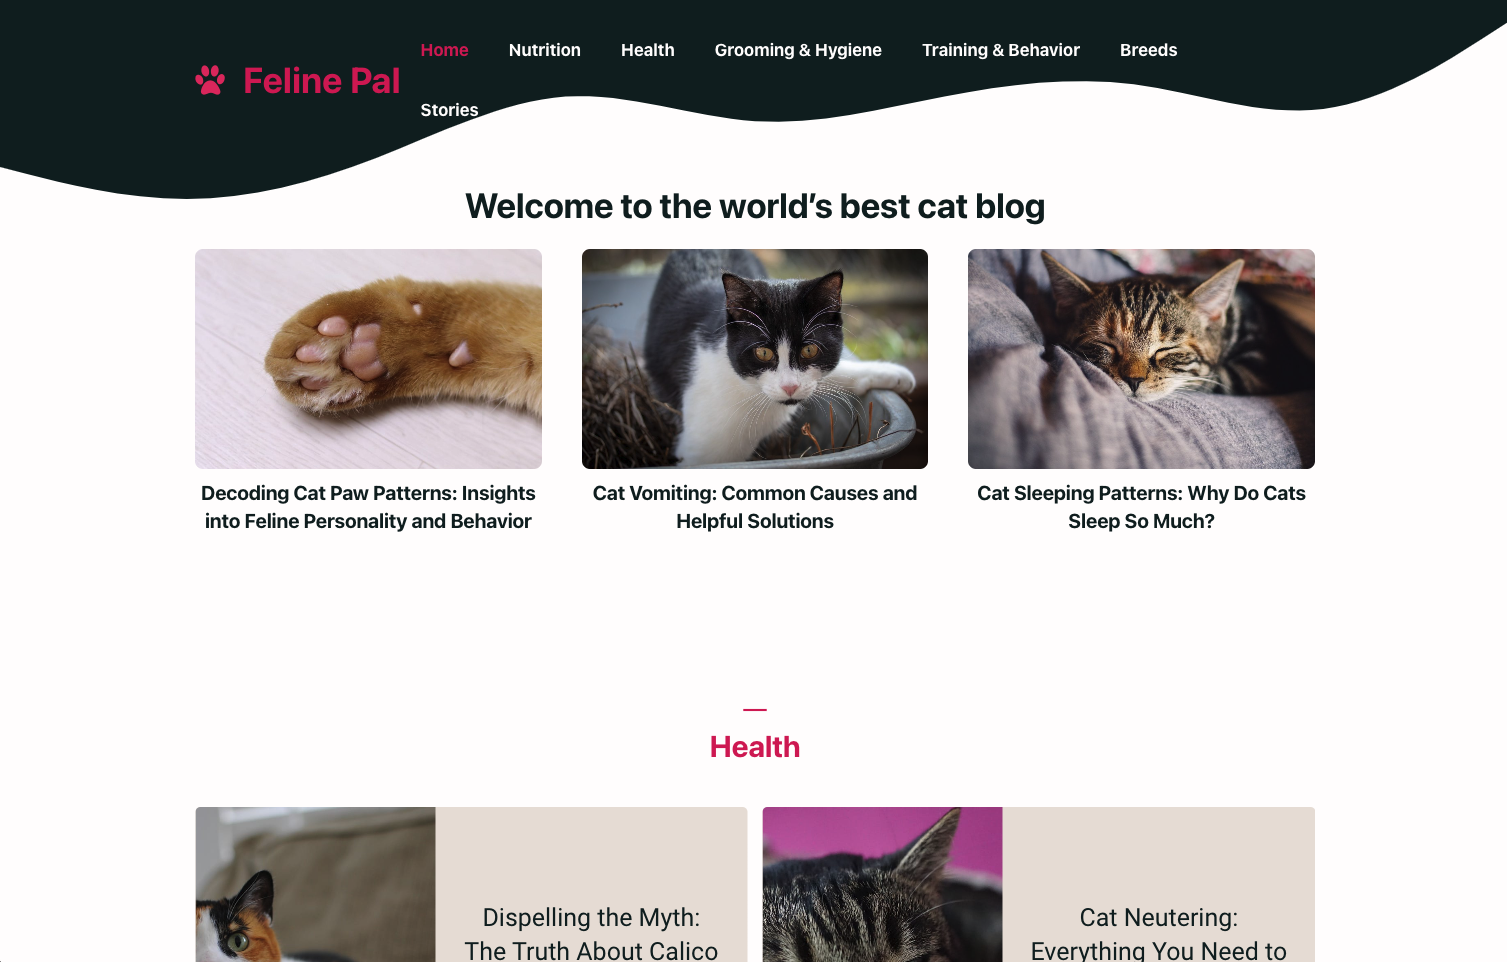 Feline Pal
Home Nutrition Health Grooming & Hygiene Training & Behavior Breeds
Stories
Welcome to the world’s best cat blog
Decoding Cat Paw Patterns: Insights
into Feline Personality and Behavior
Cat Vomiting: Common Causes and
Helpful Solutions
Cat Sleeping Patterns: Why Do Cats
Sleep So Much?
Health
Dispelling the Myth:
The Truth About Calico
Cat Neutering:
Everything You Need to